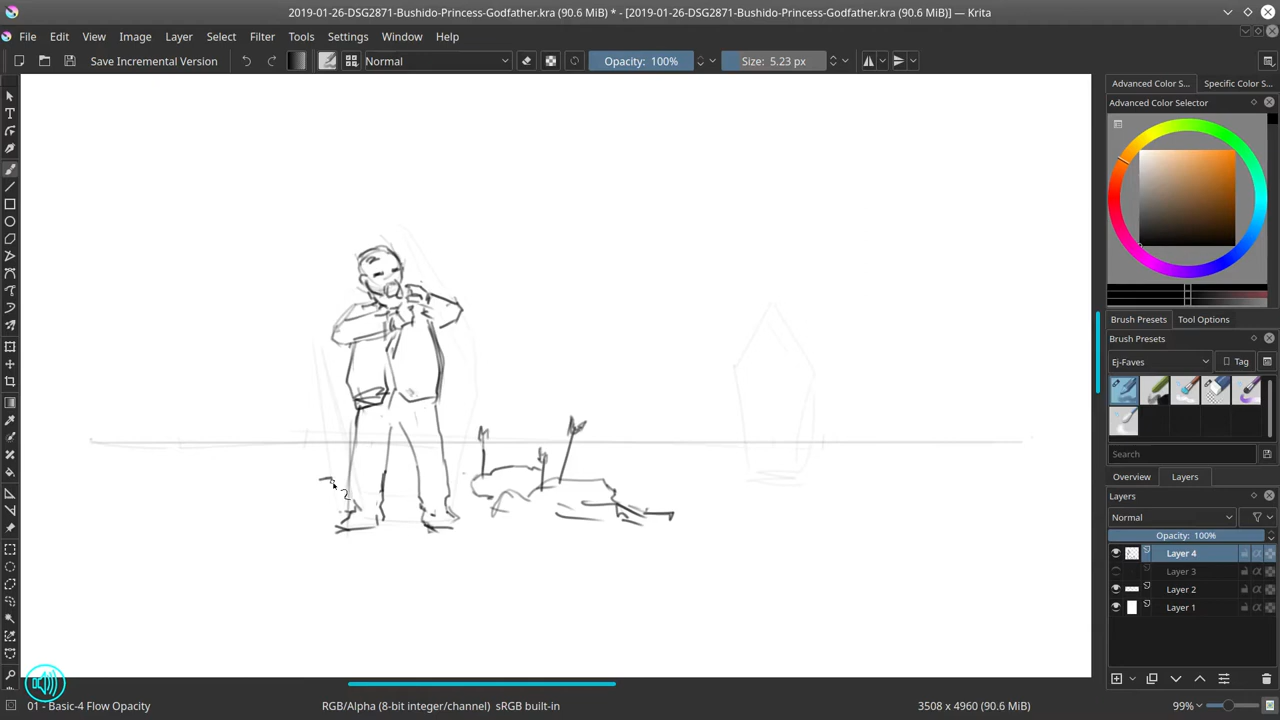 2019-01-26-DSG2871-Bushido-Princess-Godfather.kra (90.6 MiB) * - [2019-01-26-DSG2871-Bushido-Princess-Godfather.kra (90.6 MiB)] — Krita
File Edit View Image Layer Select Filter Tools Settings Window Help
Save Incremental Version Normal Opacity: 100% Size: 5.23 px
Advanced Color S... Specific Color S...
Advanced Color Selector
Brush Presets Tool Options
Brush Presets
Ej-Faves Tag
Search
Overview Layers
Layers
Normal
Opacity: 100%
Layer 4
Layer 3
Layer 2
Layer 1
01 - Basic-4 Flow Opacity RGB/Alpha (8-bit integer/channel) sRGB built-in 3508 x 4960 (90.6 MiB) 99%